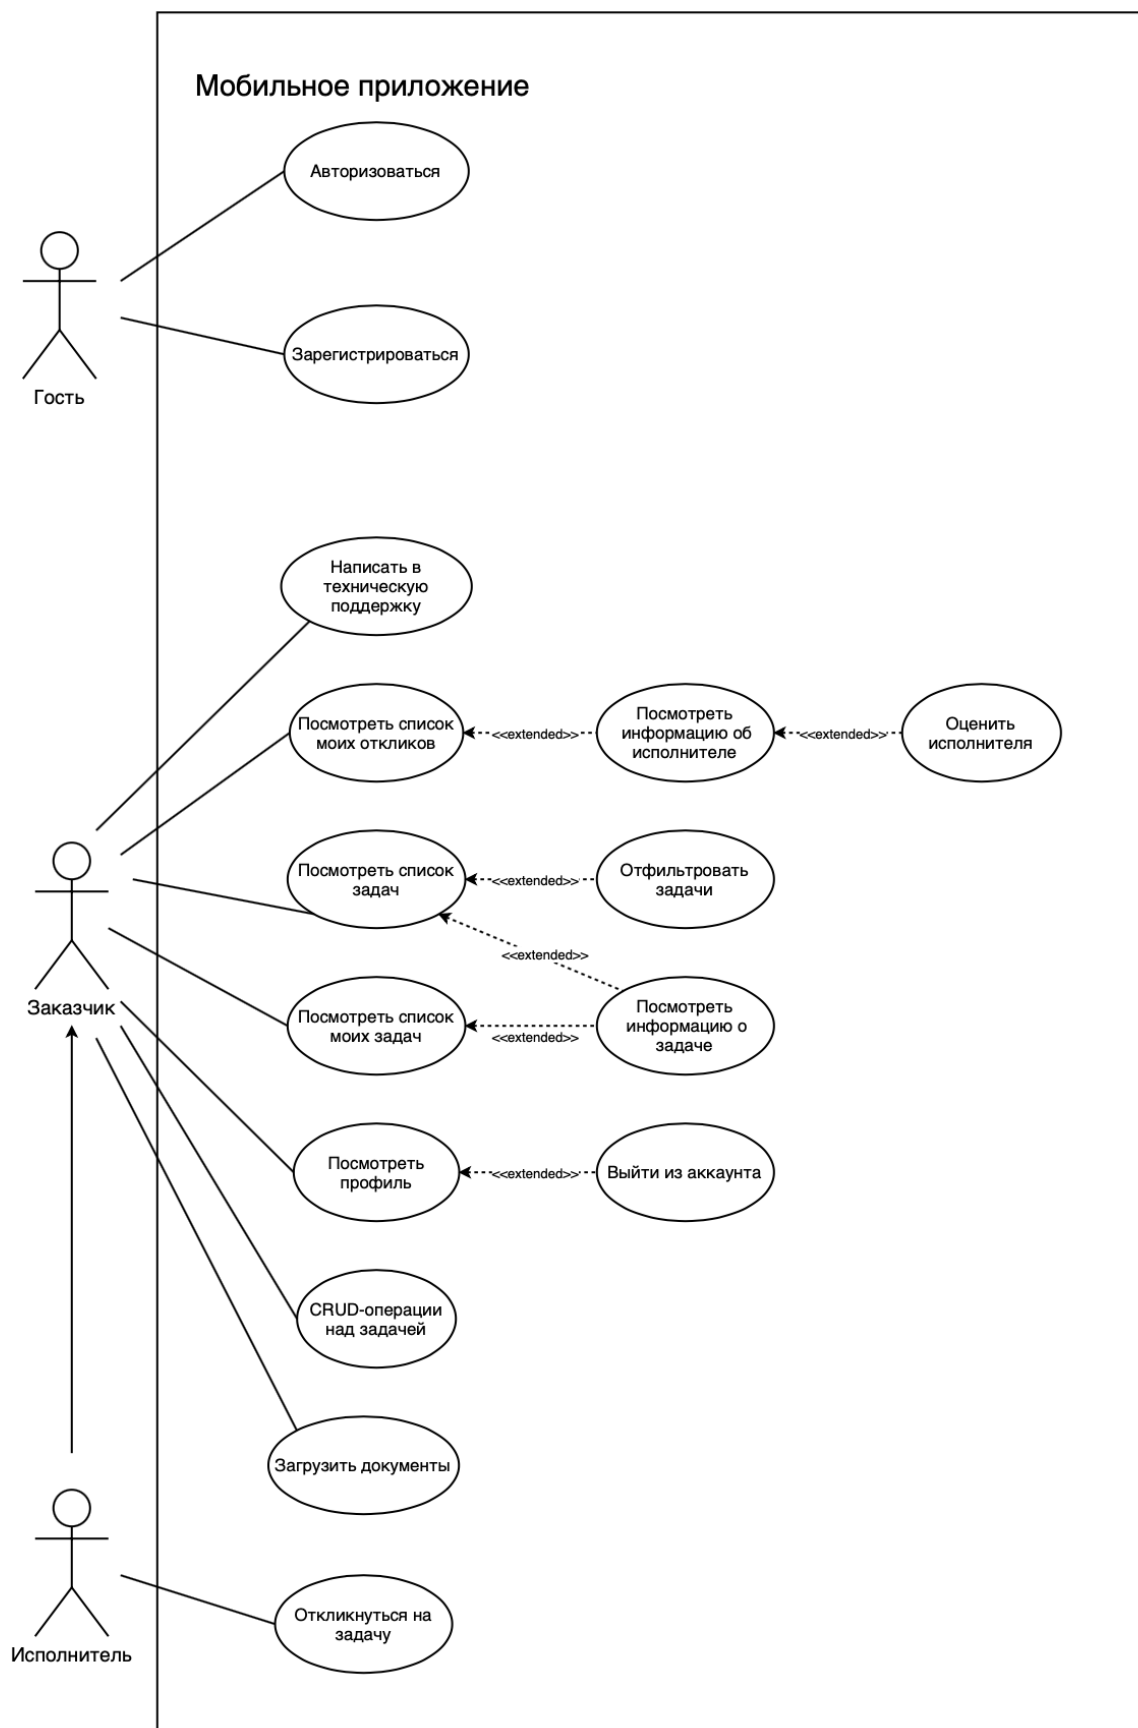 Мобильное приложение
Авторизоваться
Зарегистрироваться
Гость
Написать в
техническую
поддержку
Посмотреть список
моих откликов
<<extended>>
Посмотреть
информацию об
исполнителе
<<extended>>
Оценить
исполнителя
Посмотреть список
задач
<<extended>>
Отфильтровать
задачи
<<extended>>
Заказчик
Посмотреть список
моих задач
<<extended>>
Посмотреть
информацию о
задаче
Посмотреть
профиль
<<extended>>
Выйти из аккаунта
CRUD-операции
над задачей
Загрузить документы
Откликнуться на
задачу
Исполнитель